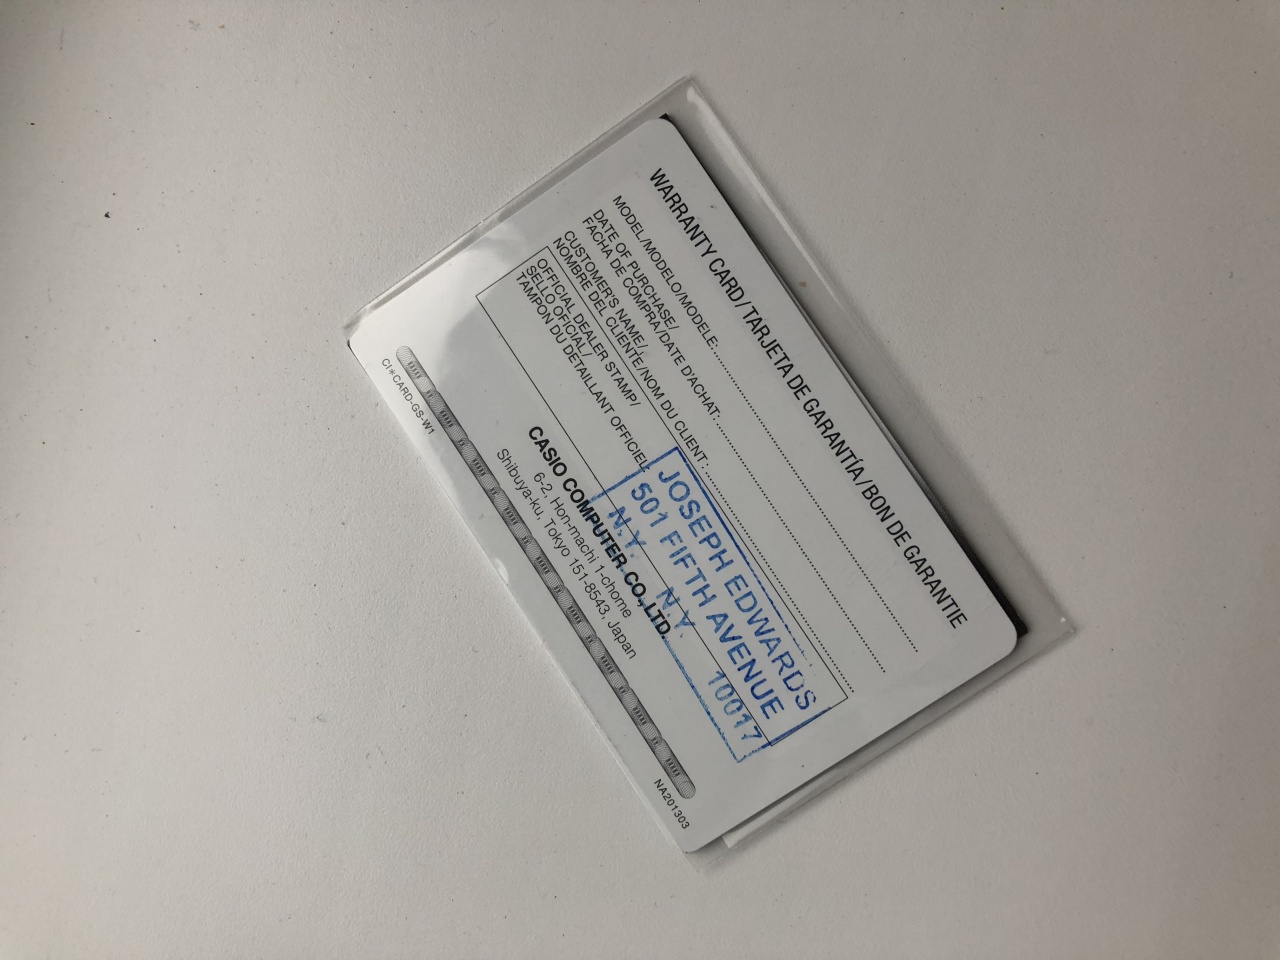 WARRANTY CARD/TARJETA DE GARANTÍA/BON DE GARANTIE
MODEL/MODELO/MODELE:
DATE OF PURCHASE/
FACHA DE COMPRA/DATE D'ACHAT:
CUSTOMER'S NAME/
NOMBRE DEL CLIENTE/NOM DU CLIENT:
OFFICIAL DEALER STAMP/
SELLO OFICIAL/
TAMPON DU DETAILLANT OFFICIEL
JOSEPH EDWARDS
501 FIFTH AVENUE
N.Y. N.Y. 10017
CASIO COMPUTER CO., LTD.
6-2, Hon-machi 1-chome
Shibuya-ku, Tokyo 151-8543, Japan
CI*CARD-GS-W1 NA201303